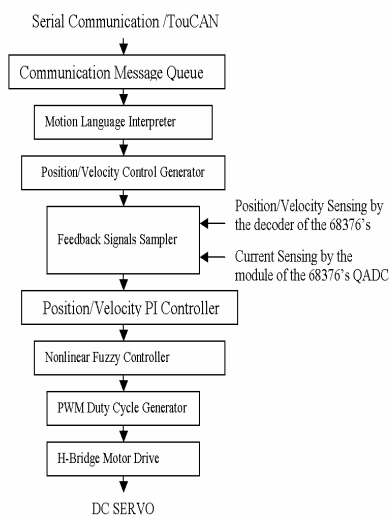 Serial Communication /TouCAN
Communication Message Queue
Motion Language Interpreter
Position/Velocity Control Generator
Feedback Signals Sampler
Position/Velocity Sensing by
the decoder of the 68376's
Current Sensing by the
module of the 68376's QADC
Position/Velocity PI Controller
Nonlinear Fuzzy Controller
PWM Duty Cycle Generator
H-Bridge Motor Drive
DC SERVO